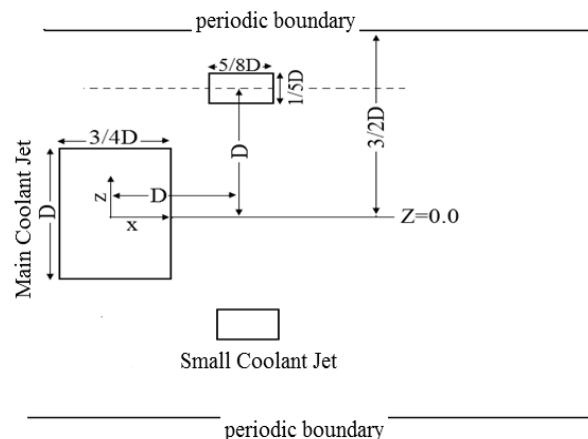 periodic boundary
5/8D
1/5D
3/2D
3/4D
D
D
z
x
Z=0.0
D
Main Coolant Jet
Small Coolant Jet
periodic boundary